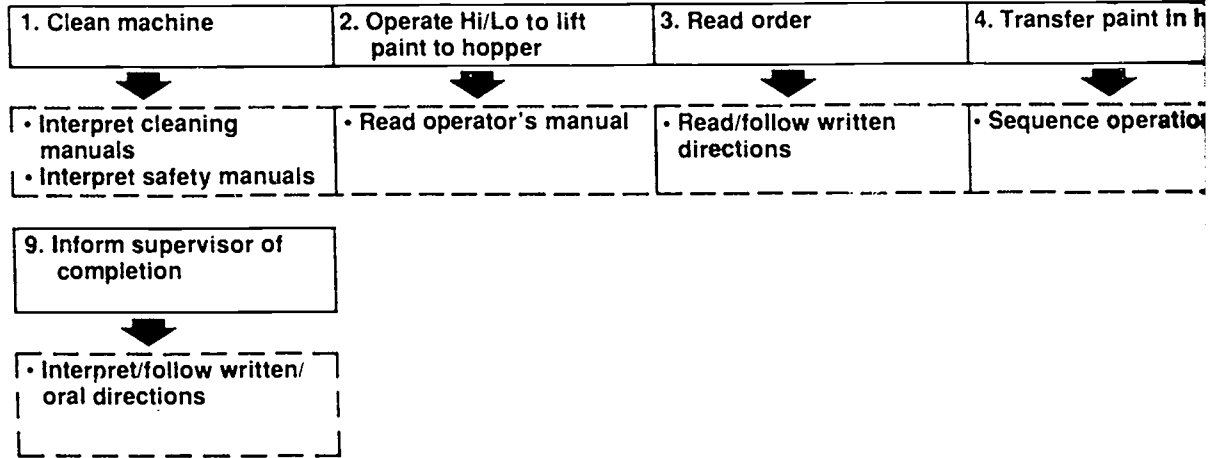 1. Clean machine
2. Operate Hi/Lo to lift
paint to hopper
3. Read order
4. Transfer paint in
• Interpret cleaning
manuals
• Interpret safety manuals
• Read operator's manual
• Read/follow written
directions
• Sequence
9. Inform supervisor of
completion
• Interpret/follow written/
oral directions